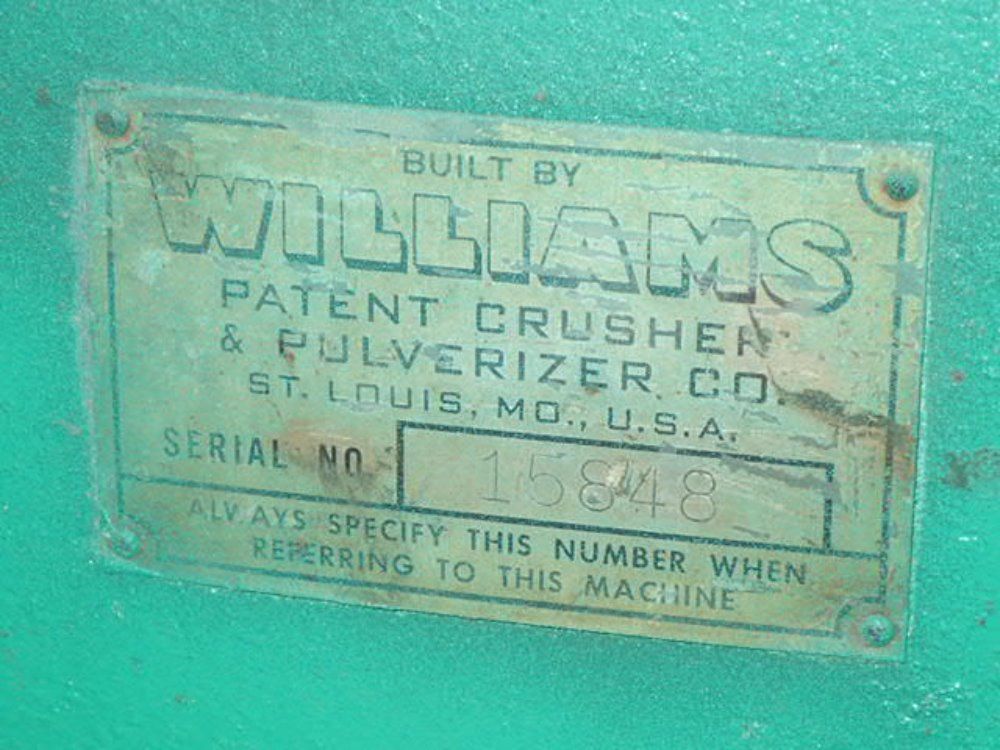 BUILT BY
WILLIAMS
PATENT CRUSHER
& PULVERIZER CO.
ST. LOUIS, MO., U.S.A.
SERIAL NO. 15848
ALWAYS SPECIFY THIS NUMBER WHEN
REFERRING TO THIS MACHINE